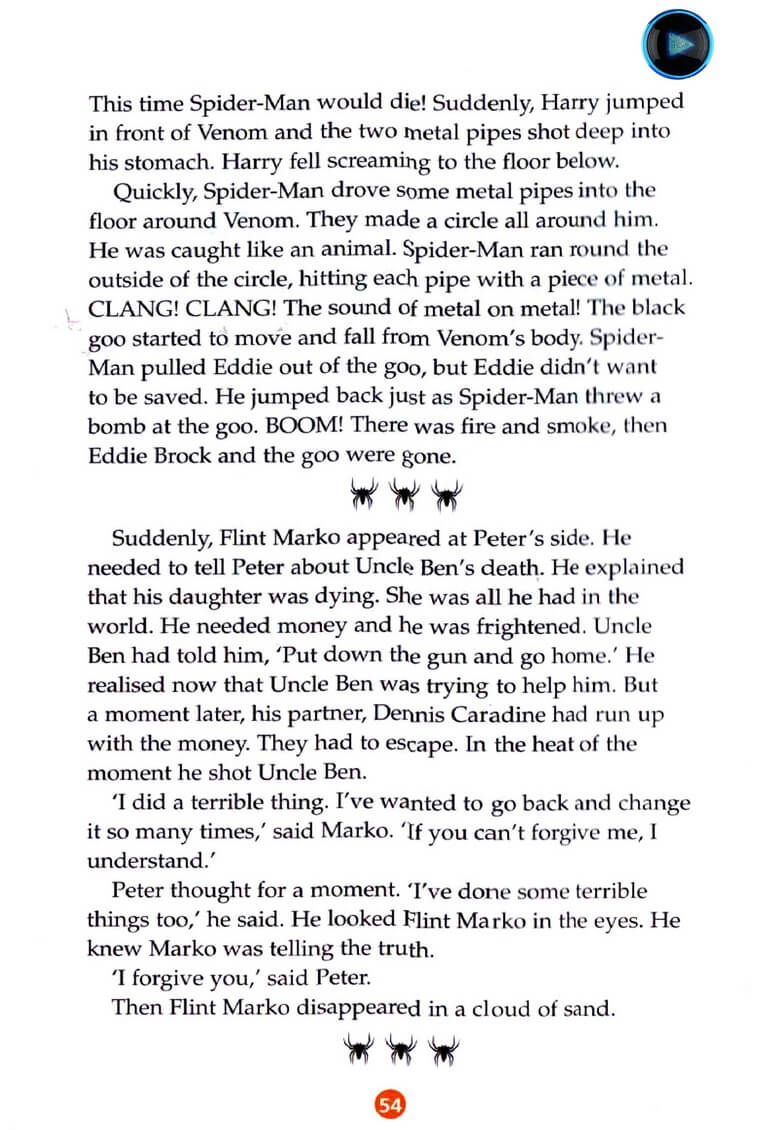 This time Spider-Man would die! Suddenly, Harry jumped
in front of Venom and the two metal pipes shot deep into
his stomach. Harry fell screaming to the floor below.
Quickly, Spider-Man drove some metal pipes into the
floor around Venom. They made a circle all around him.
He was caught like an animal. Spider-Man ran round the
outside of the circle, hitting each pipe with a piece of metal.
CLANG! CLANG! The sound of metal on metal! The black
goo started to move and fall from Venom's body. Spider-
Man pulled Eddie out of the goo, but Eddie didn't want
to be saved. He jumped back just as Spider-Man threw a
bomb at the goo. BOOM! There was fire and smoke, then
Eddie Brock and the goo were gone.
Suddenly, Flint Marko appeared at Peter's side. He
needed to tell Peter about Uncle Ben's death. He explained
that his daughter was dying. She was all he had in the
world. He needed money and he was frightened. Uncle
Ben had told him, ‘Put down the gun and go home.’ He
realised now that Uncle Ben was trying to help him. But
a moment later, his partner, Dennis Caradine had run up
with the money. They had to escape. In the heat of the
moment he shot Uncle Ben.
‘I did a terrible thing. I've wanted to go back and change
it so many times,’ said Marko. ‘If you can't forgive me, I
understand.’
Peter thought for a moment. ‘I've done some terrible
things too,’ he said. He looked Flint Marko in the eyes. He
knew Marko was telling the truth.
‘I forgive you,’ said Peter.
Then Flint Marko disappeared in a cloud of sand.
54